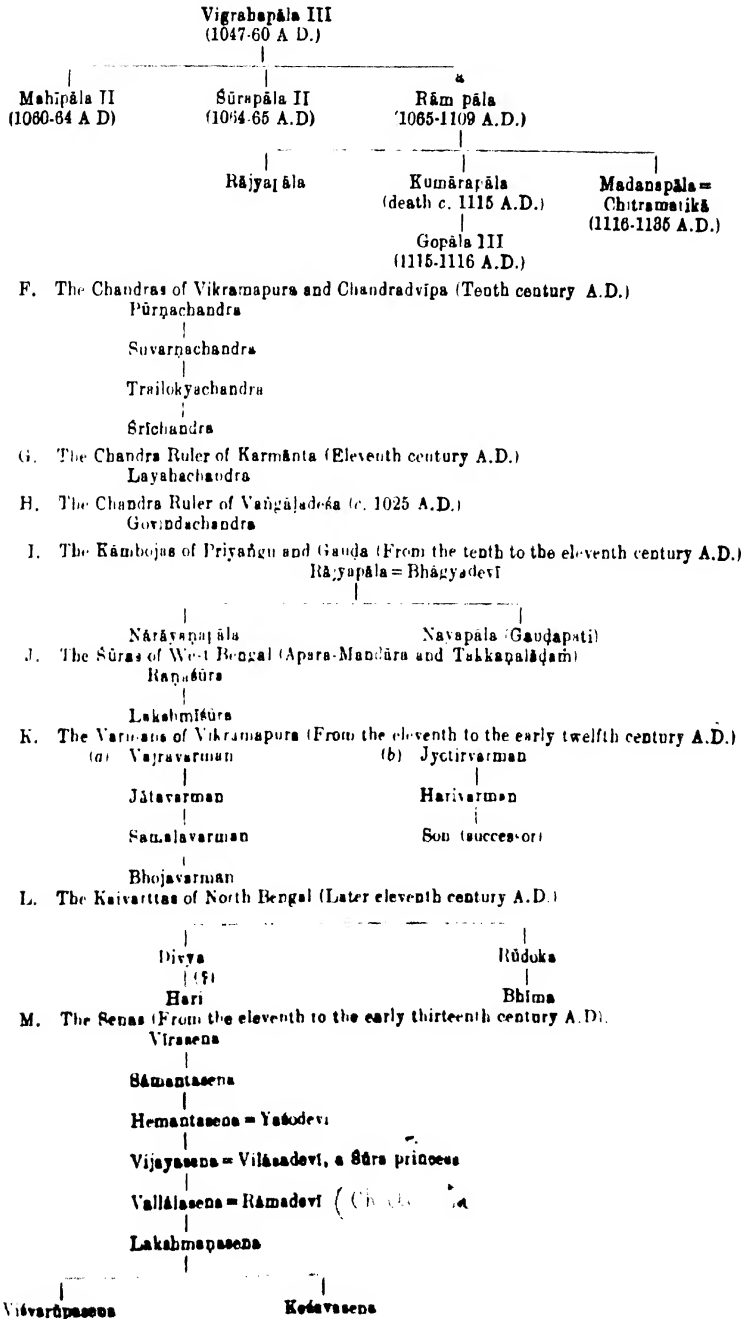 Vigrahapāla III
(1047-60 A D.)
Mahīpāla II Śūrapāla II Rām pāla
(1060-64 A D) (1064-65 A.D) '1065-1109 A.D.)
Rājyapāla Kumārapāla Madanapāla =
(death c. 1115 A.D.) Chitramatikā
(1116-1135 A.D.)
Gopāla III
(1115-1116 A.D.)
F. The Chandras of Vikramapura and Chandradvīpa (Tenth century A.D.)
Pūrṇachandra
Suvarṇachandra
Trailokyachandra
Śrīchandra
G. The Chandra Ruler of Karmānta (Eleventh century A.D.)
Layahachandra
H. The Chandra Ruler of Vaṅgāḷadeśa (c. 1025 A.D.)
Govindachandra
I. The Kāmbojas of Priyaṅgu and Gauḍa (From the tenth to the eleventh century A.D.)
Rājyapāla = Bhāgyadevī
Nārāyaṇapāla Nayapāla (Gauḍapati)
J. The Śūras of West Bengal (Apara-Mandāra and Takkaṇalāḍaṁ)
Raṇaśūra
Lakshmīśūra
K. The Varmans of Vikramapura (From the eleventh to the early twelfth century A.D.)
(a) Vajravarman (b) Jyotirvarman
Jātavarman Harivarman
Samalavarman Son (successor)
Bhojavarman
L. The Kaivarttas of North Bengal (Later eleventh century A.D.)
Divya Rūdoka
(?)
Hari Bhīma
M. The Senas (From the eleventh to the early thirteenth century A.D).
Vīrasena
Sāmantasena
Hemantasena = Yaśodevi
Vijayasena = Vilāsadevī, a Śūra princess
Vallālasena = Rāmadevī
Lakshmaṇasena
Viśvarūpasena Keśavasena